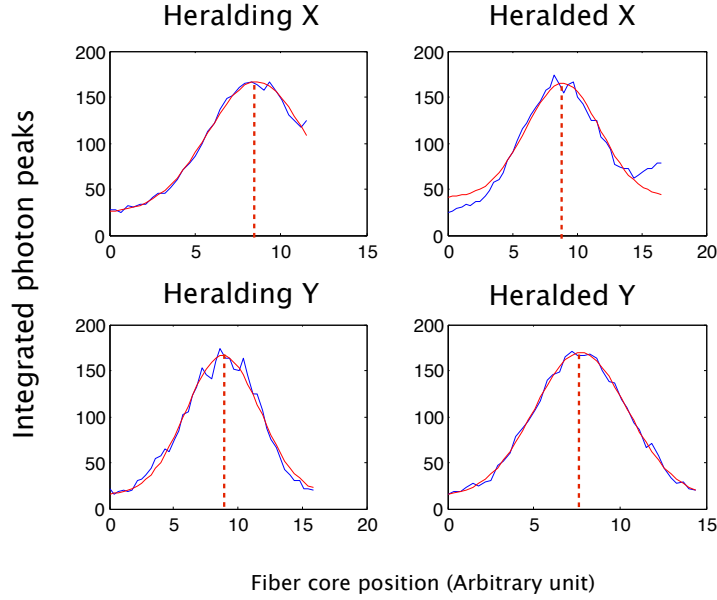 Heralding X
Heralded X
200
150
100
50
0
0 5 10 15
200
150
100
50
0
0 5 10 15 20
Integrated photon peaks
Heralding Y
Heralded Y
200
150
100
50
0
0 5 10 15 20
200
150
100
50
0
0 5 10
Fiber core position (Arbitrary unit)